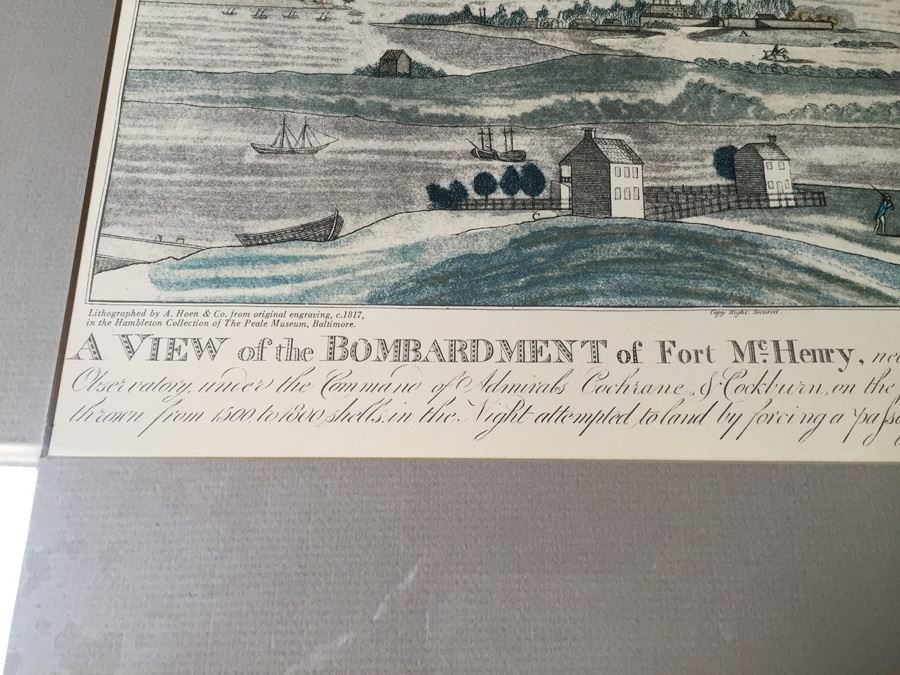 A
C
Lithographed by A. Hoen & Co. from original engraving, c.1817,
in the Hambleton Collection of The Peale Museum, Baltimore.
Copy Right Secured.
A VIEW of the BOMBARDMENT of Fort McHenry,
Observatory, under the Command of Admirals Cochrane, & Cockburn, on the
thrown from 1500 to 1800 shells, in the Night attempted to land by forcing a